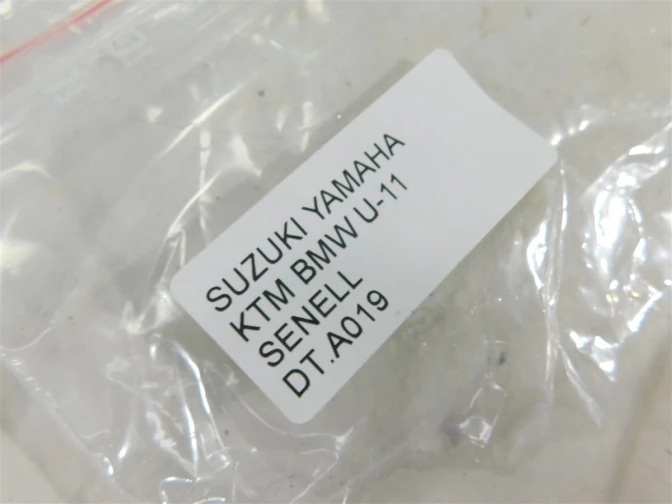 SUZUKI YAMAHA
KTM BMW U-11
SENELL
DT.A019